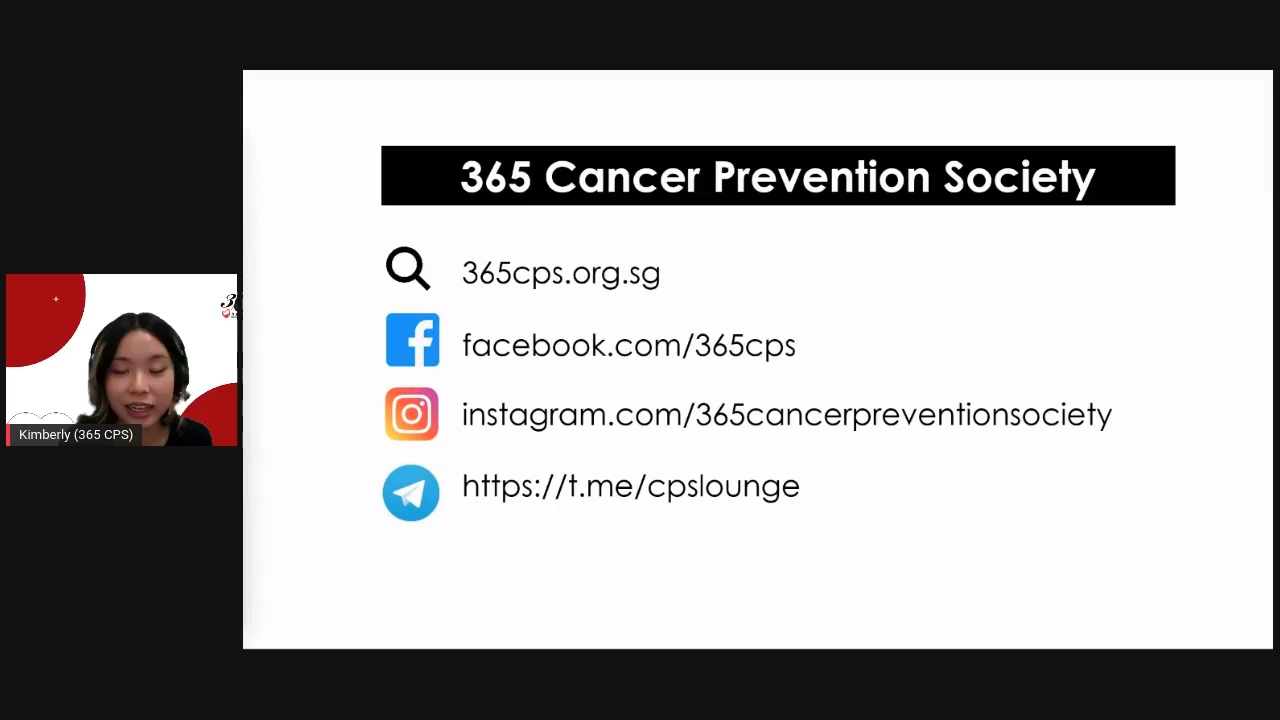 365 Cancer Prevention Society
365cps.org.sg
facebook.com/365cps
instagram.com/365cancerpreventionsociety
https://t.me/cpslounge
Kimberly (365 CPS)